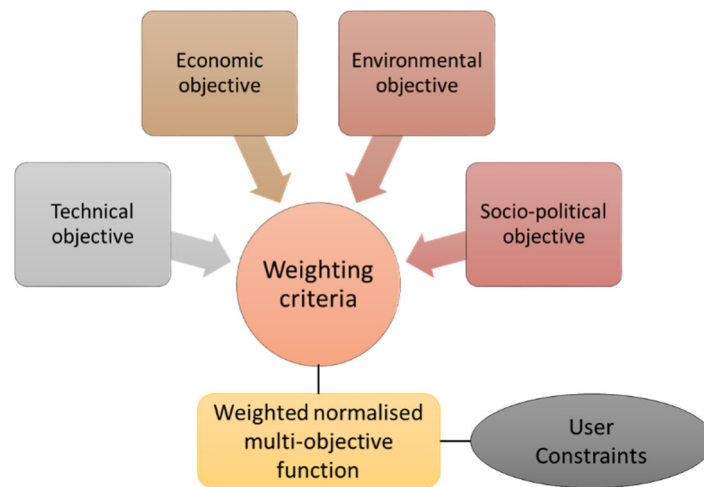 Economic
objective
Environmental
objective
Technical
objective
Socio-political
objective
Weighting
criteria
Weighted normalised
multi-objective
function
User
Constraints